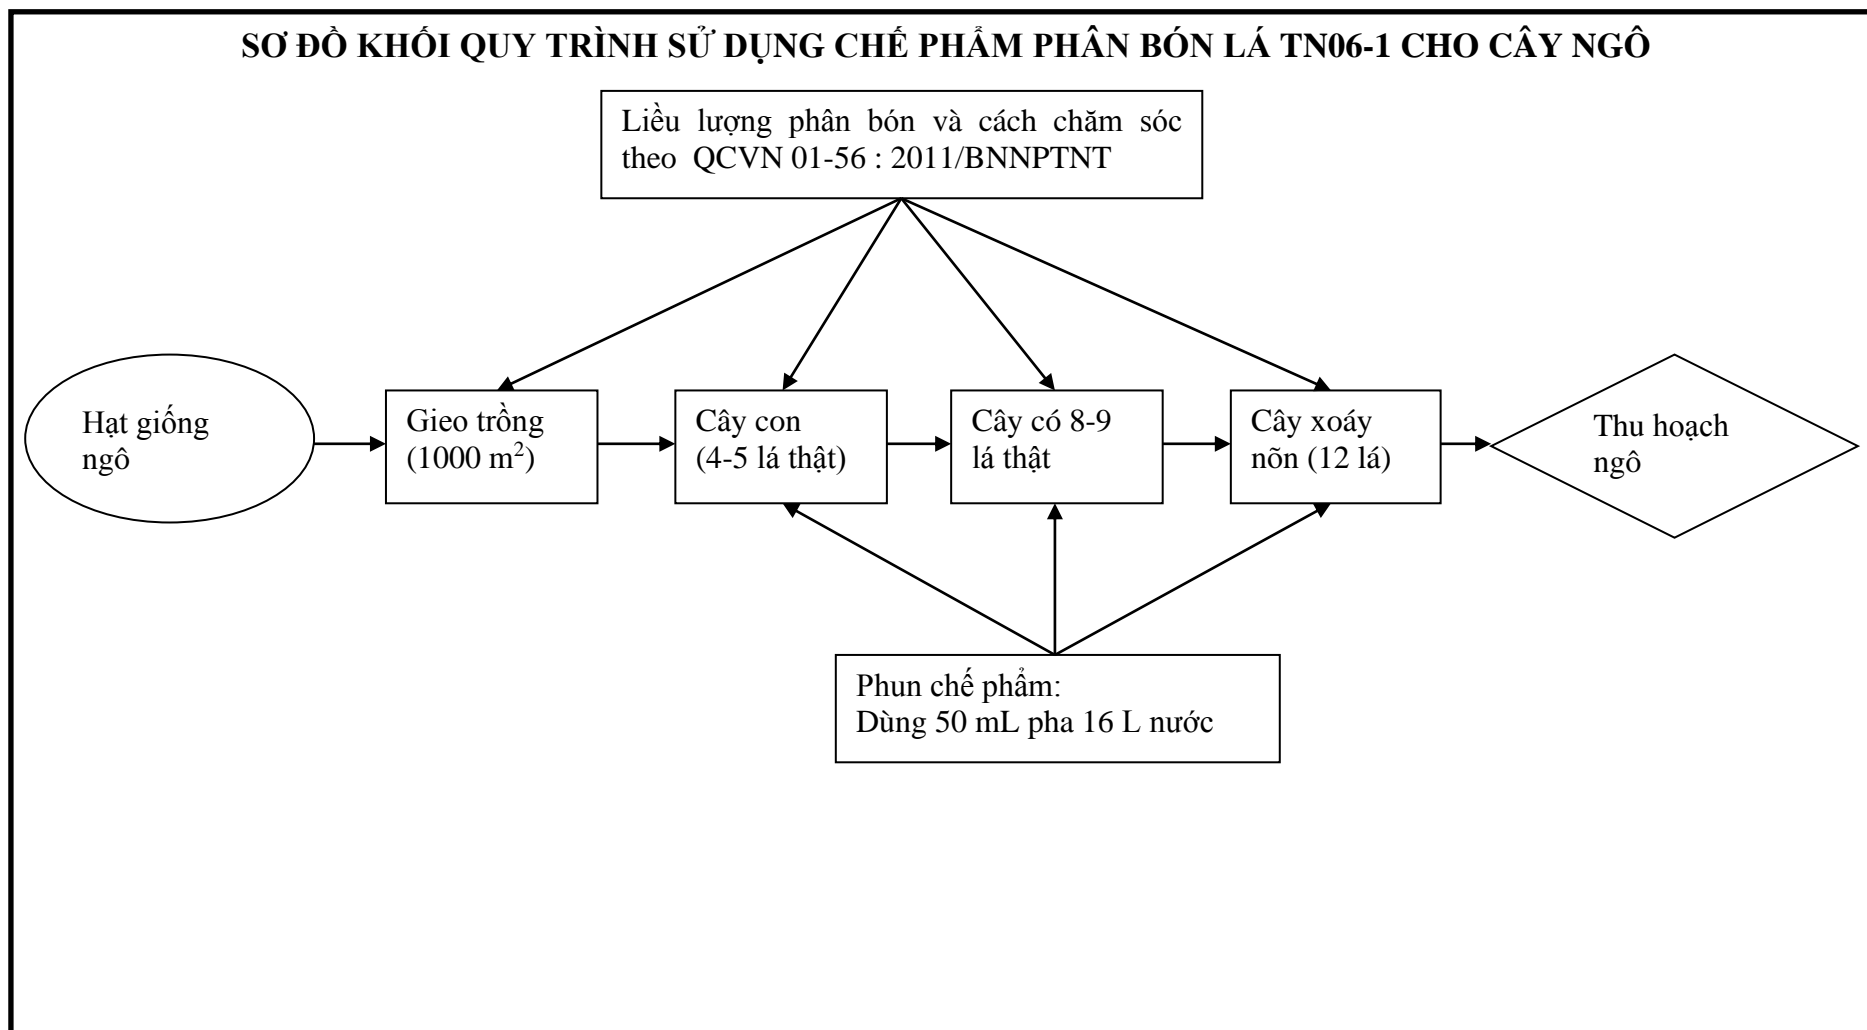 SƠ ĐỒ KHỐI QUY TRÌNH SỬ DỤNG CHẾ PHẨM PHÂN BÓN LÁ TN06-1 CHO CÂY NGÔ
Liều lượng phân bón và cách chăm sóc
theo QCVN 01-56 : 2011/BNNPTNT
Hạt giống
ngô
Gieo trồng
(1000 m²)
Cây con
(4-5 lá thật)
Cây có 8-9
lá thật
Cây xoáy
nõn (12 lá)
Thu hoạch
ngô
Phun chế phẩm:
Dùng 50 mL pha 16 L nước